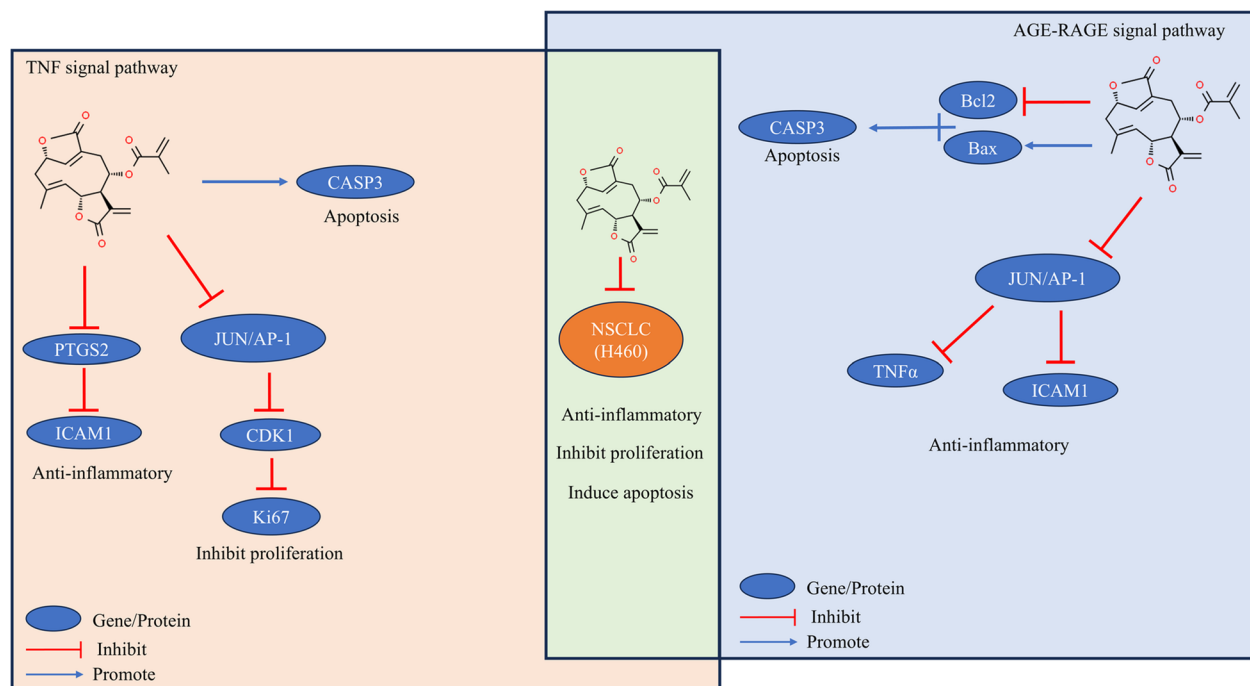 TNF signal pathway
O
O
O
O
O
O
CASP3
Apoptosis
PTGS2
ICAM1
Anti-inflammatory
JUN/AP-1
CDK1
Ki67
Inhibit proliferation
Gene/Protein
Inhibit
Promote
O
O
O
O
O
O
NSCLC
(H460)
Anti-inflammatory
Inhibit proliferation
Induce apoptosis
AGE-RAGE signal pathway
O
O
O
O
O
O
Bcl2
Bax
CASP3
Apoptosis
JUN/AP-1
TNFα
ICAM1
Anti-inflammatory
Gene/Protein
Inhibit
Promote